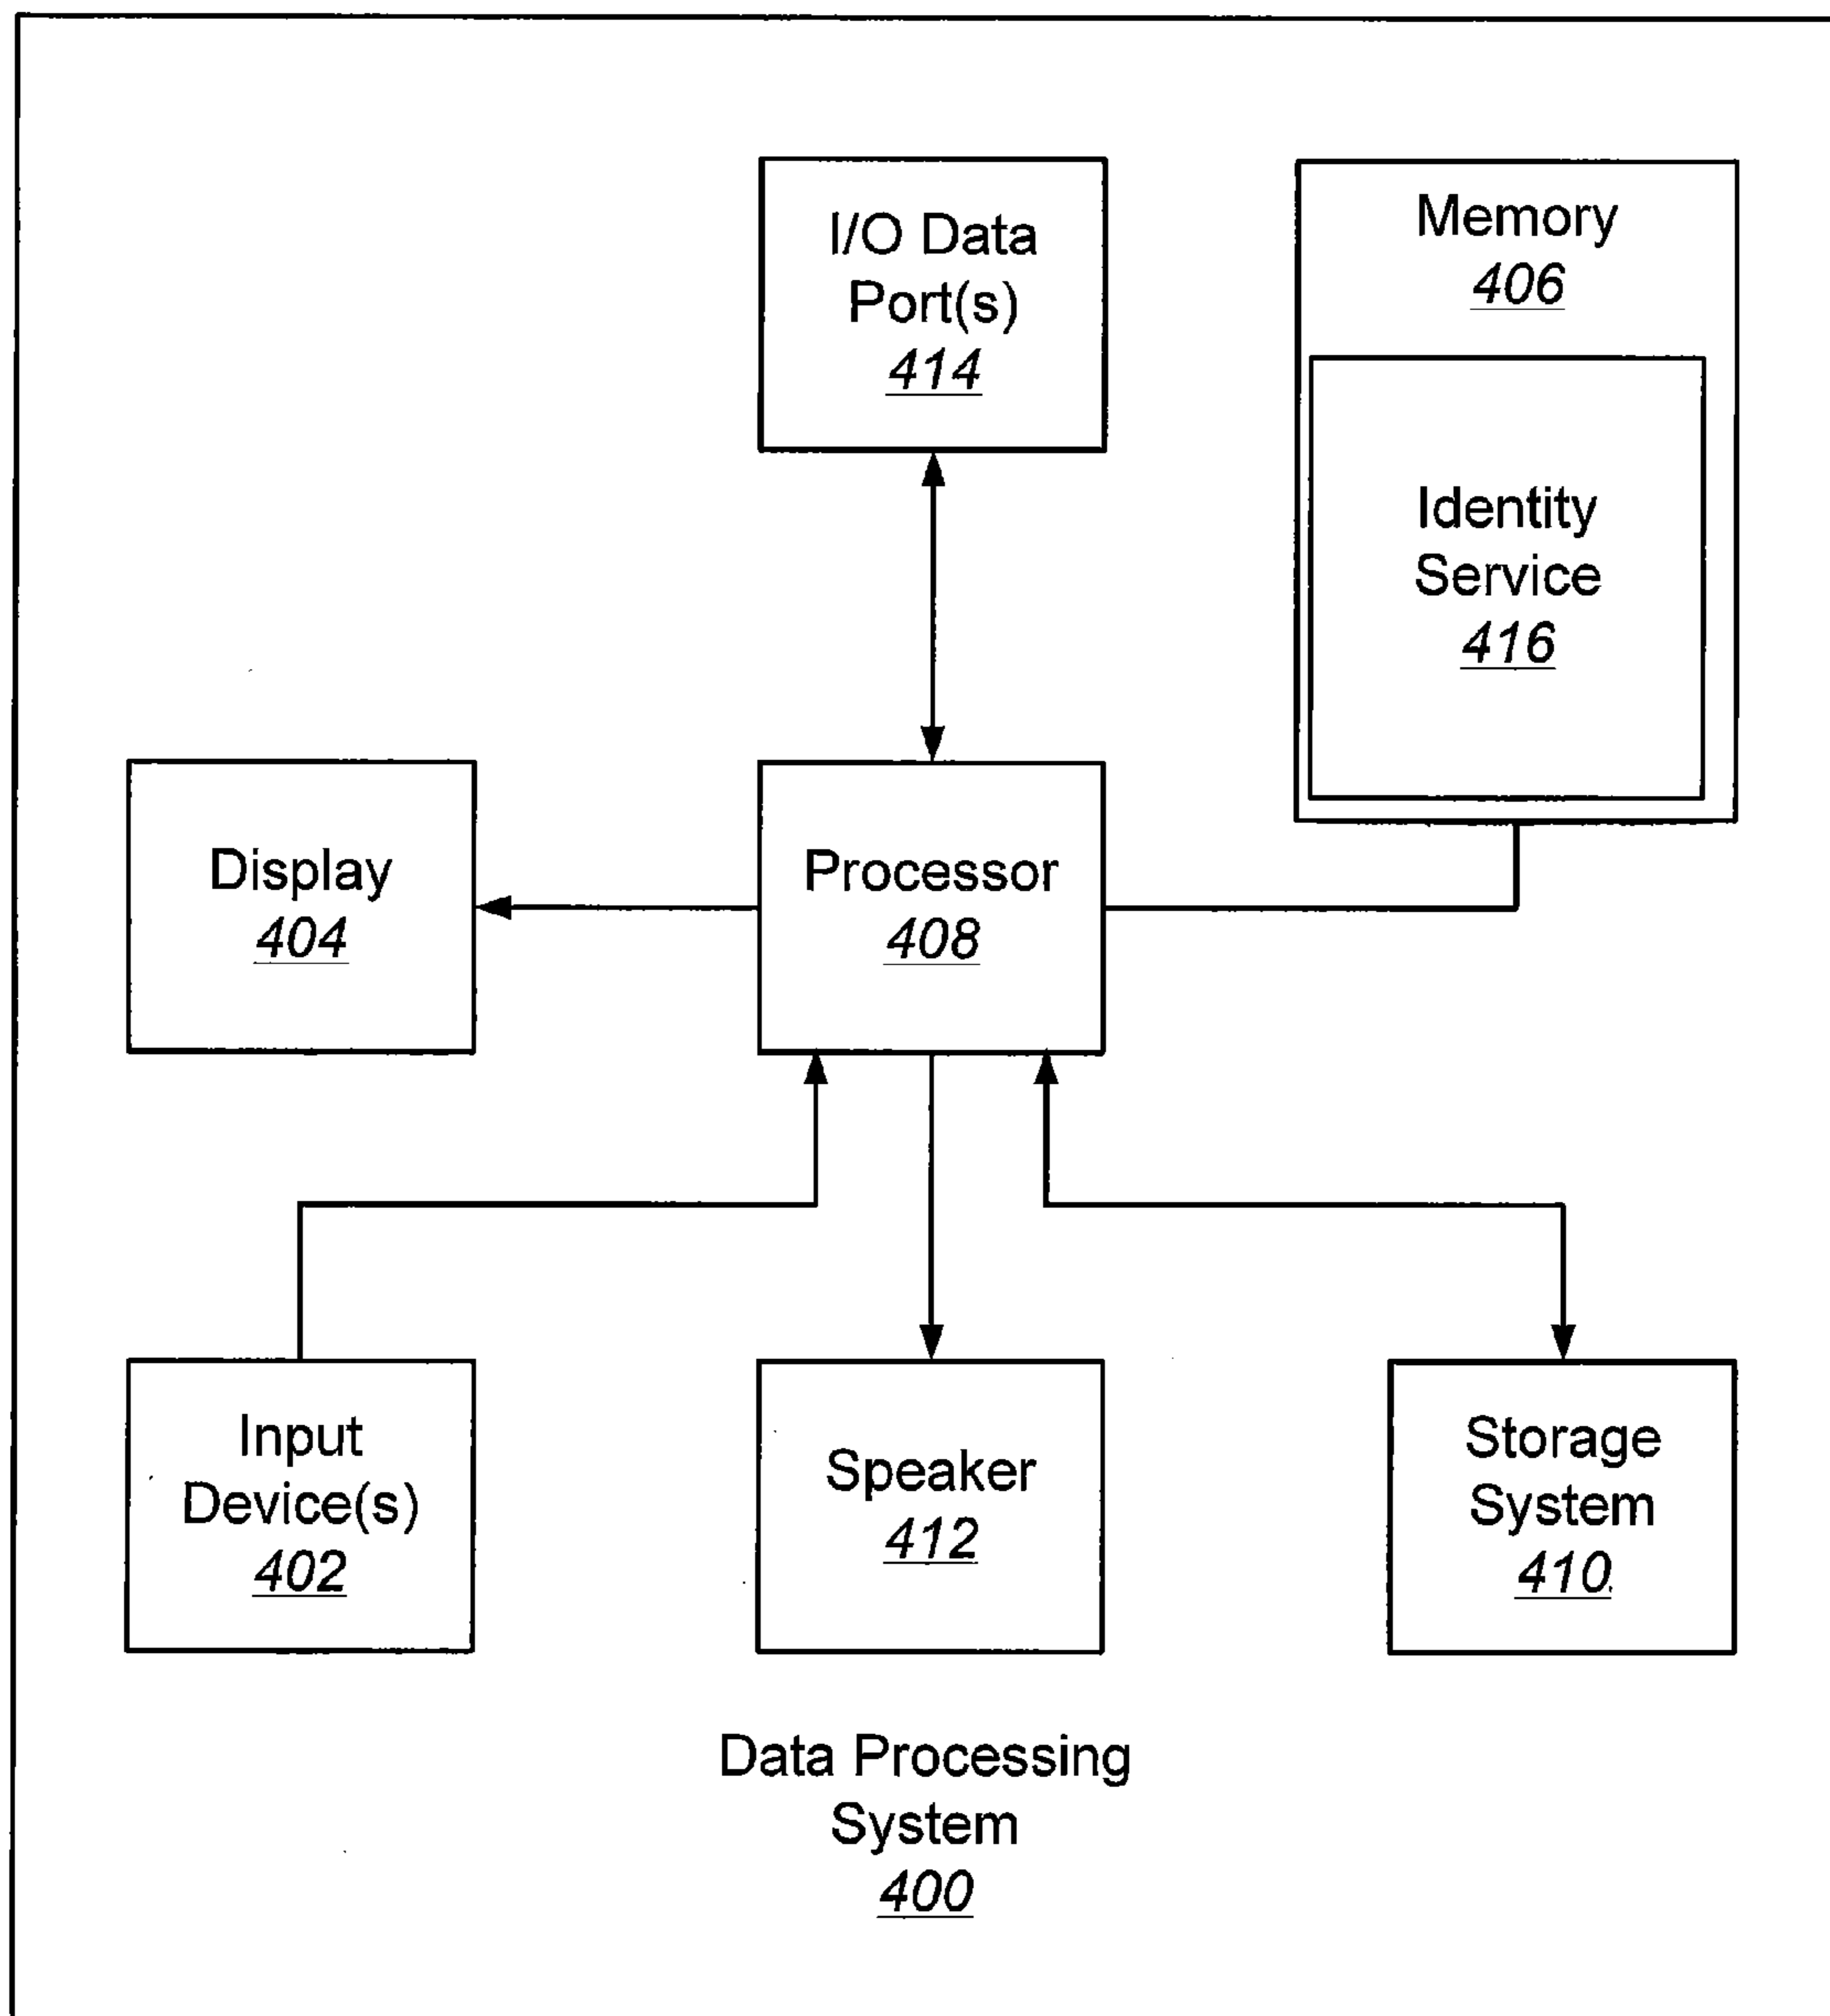 I/O Data
Port(s)
414
Memory
406
Identity
Service
416
Display
404
Processor
408
Input
Device(s)
402
Speaker
412
Storage
System
410
Data Processing
System
400